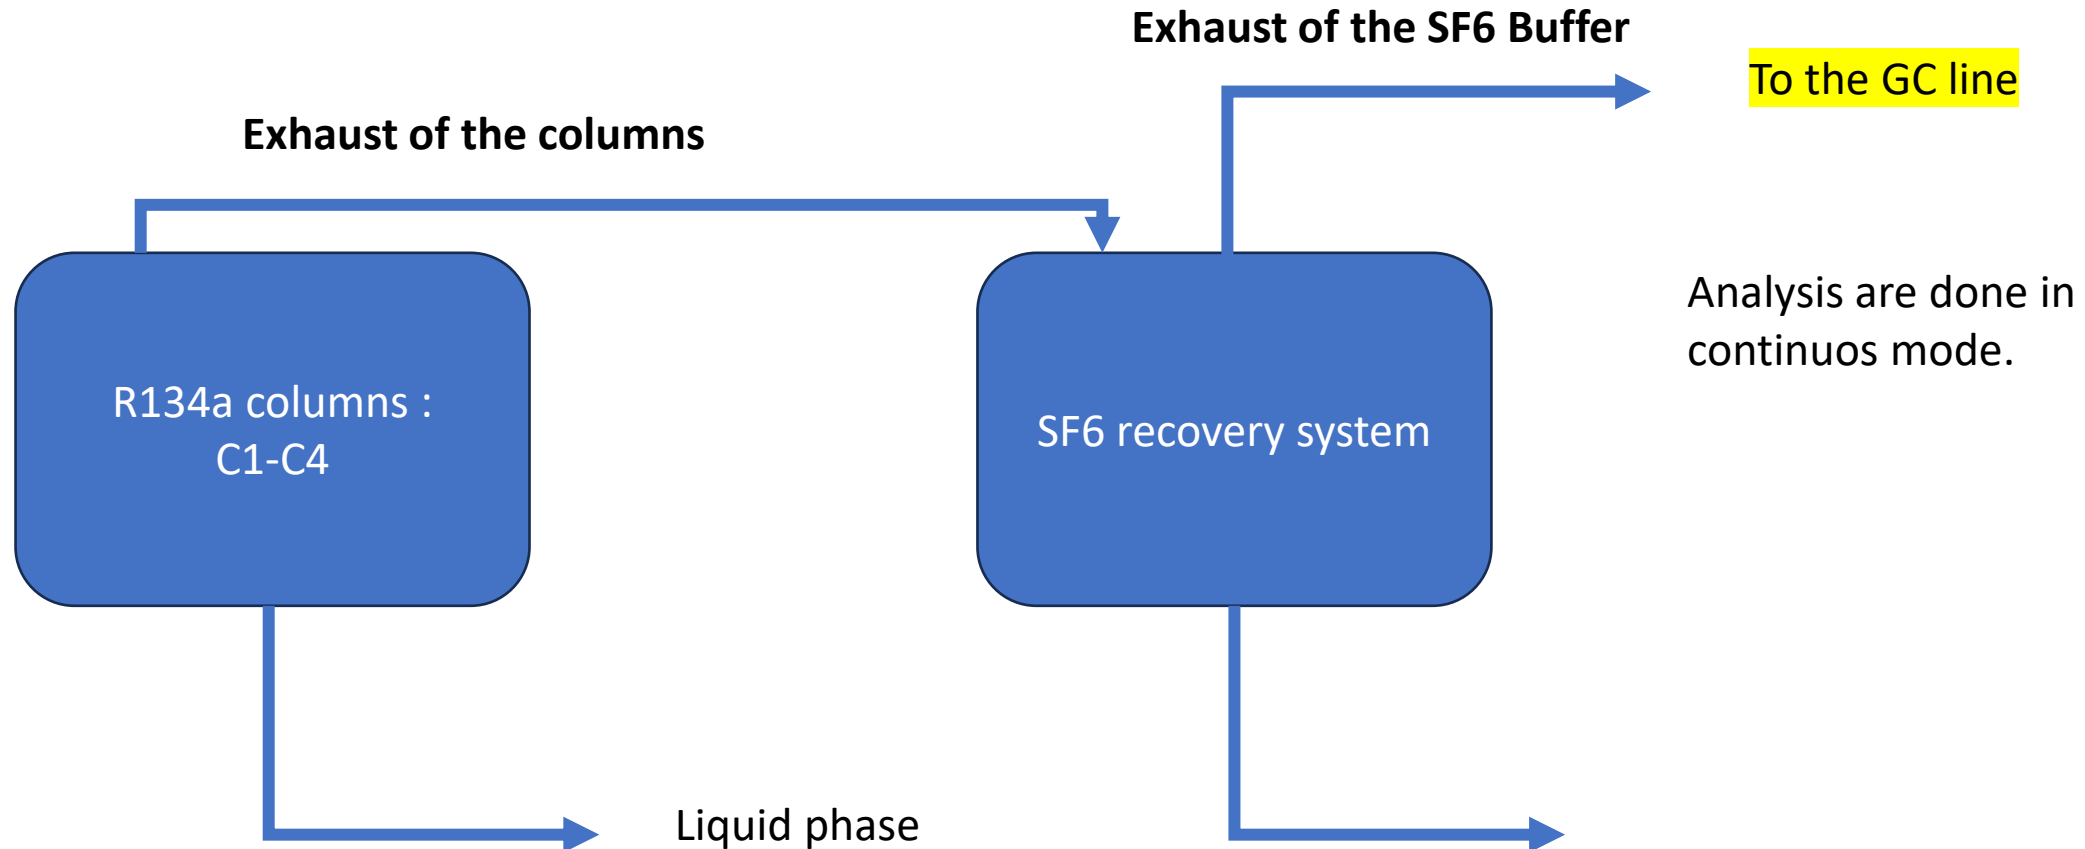 Exhaust of the SF6 Buffer
To the GC line
Exhaust of the columns
Analysis are done in
continuos mode.
R134a columns :
C1-C4
SF6 recovery system
Liquid phase